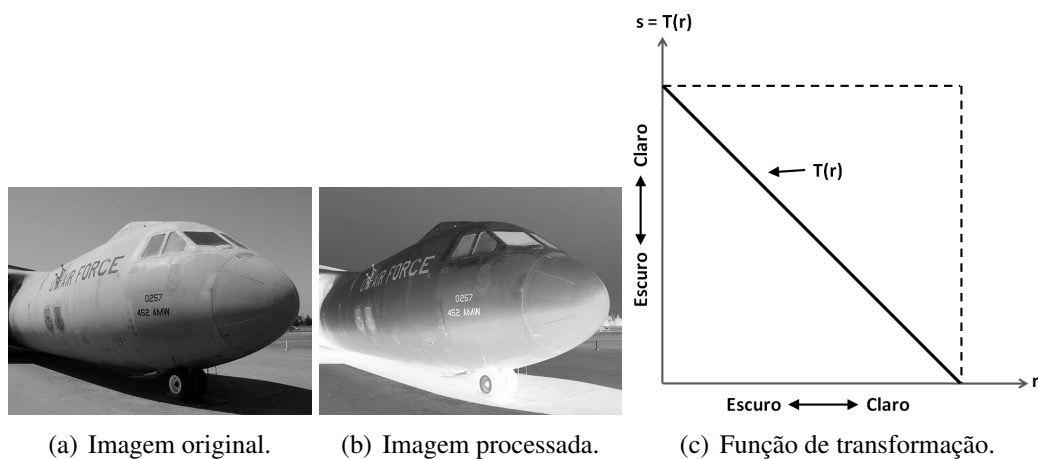 s = T(r)
Escuro ↔ Claro
T(r)
AIR FORCE
0257
452 AMW
AIR FORCE
0257
452 AMW
r
Escuro ↔ Claro
(a) Imagem original.
(b) Imagem processada.
(c) Função de transformação.